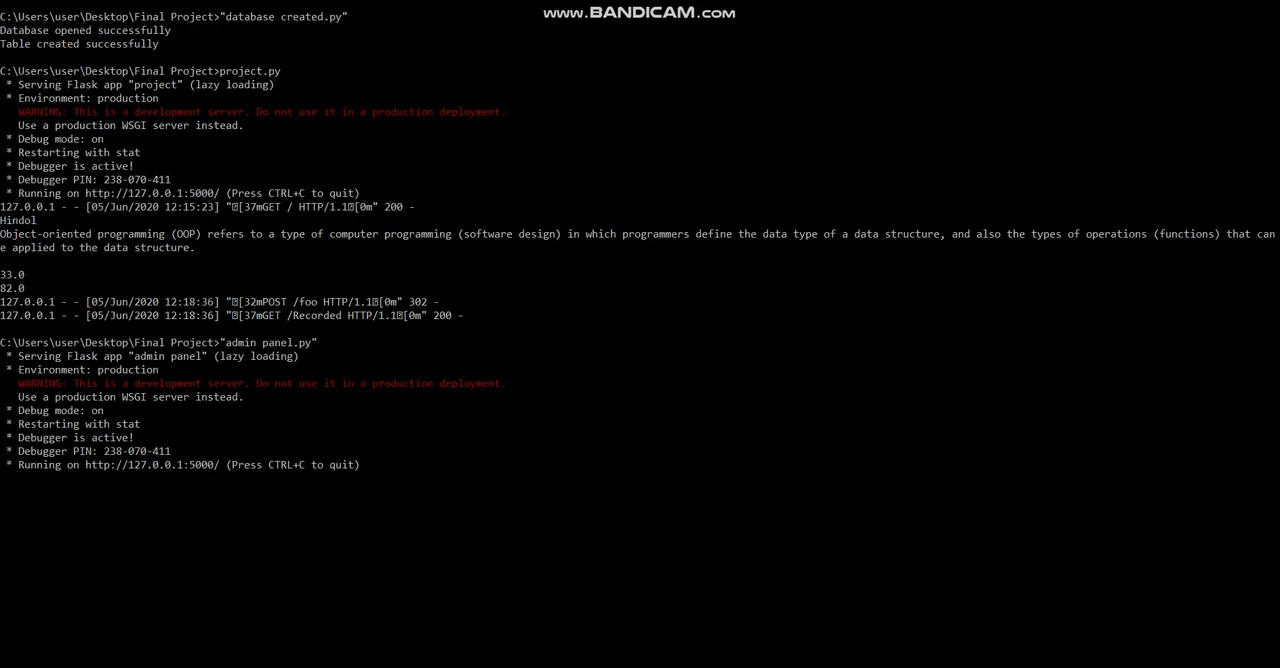 www.BANDICAM.com
C:\Users\user\Desktop\Final Project>"database created.py"
Database opened successfully
Table created successfully
C:\Users\user\Desktop\Final Project>project.py
* Serving Flask app "project" (lazy loading)
* Environment: production
WARNING: This is a development server. Do not use it in a production deployment.
Use a production WSGI server instead.
* Debug mode: on
* Restarting with stat
* Debugger is active!
* Debugger PIN: 238-070-411
* Running on http://127.0.0.1:5000/ (Press CTRL+C to quit)
127.0.0.1 - - [05/Jun/2020 12:15:23] "⍰[37mGET / HTTP/1.1⍰[0m" 200 -
Hindol
Object-oriented programming (OOP) refers to a type of computer programming (software design) in which programmers define the data type of a data structure, and also the types of operations (functions) that can
e applied to the data structure.
33.0
82.0
127.0.0.1 - - [05/Jun/2020 12:18:36] "⍰[32mPOST /foo HTTP/1.1⍰[0m" 302 -
127.0.0.1 - - [05/Jun/2020 12:18:36] "⍰[37mGET /Recorded HTTP/1.1⍰[0m" 200 -
C:\Users\user\Desktop\Final Project>"admin panel.py"
* Serving Flask app "admin panel" (lazy loading)
* Environment: production
WARNING: This is a development server. Do not use it in a production deployment.
Use a production WSGI server instead.
* Debug mode: on
* Restarting with stat
* Debugger is active!
* Debugger PIN: 238-070-411
* Running on http://127.0.0.1:5000/ (Press CTRL+C to quit)